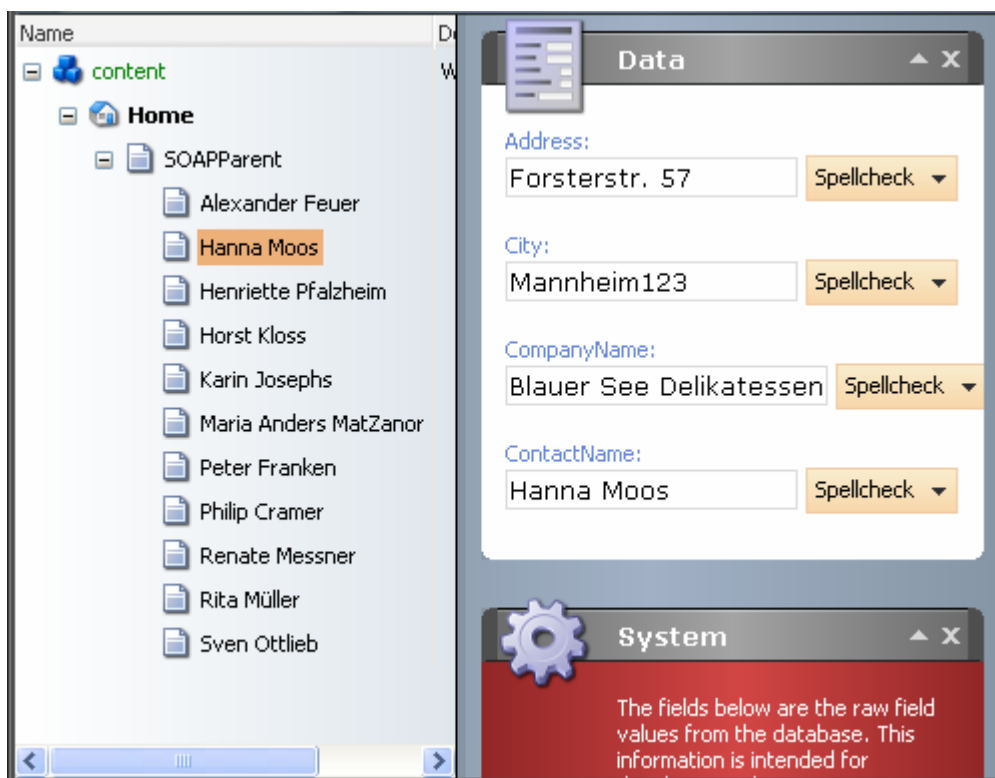 Name
content
Home
SOAPParent
Alexander Feuer
Hanna Moos
Henriette Pfalzheim
Horst Kloss
Karin Josephs
Maria Anders MatZanor
Peter Franken
Philip Cramer
Renate Messner
Rita Müller
Sven Ottlieb
Data
Address:
Forsterstr. 57 Spellcheck
City:
Mannheim123 Spellcheck
CompanyName:
Blauer See Delikatessen Spellcheck
ContactName:
Hanna Moos Spellcheck
System
The fields below are the raw field
values from the database. This
information is intended for